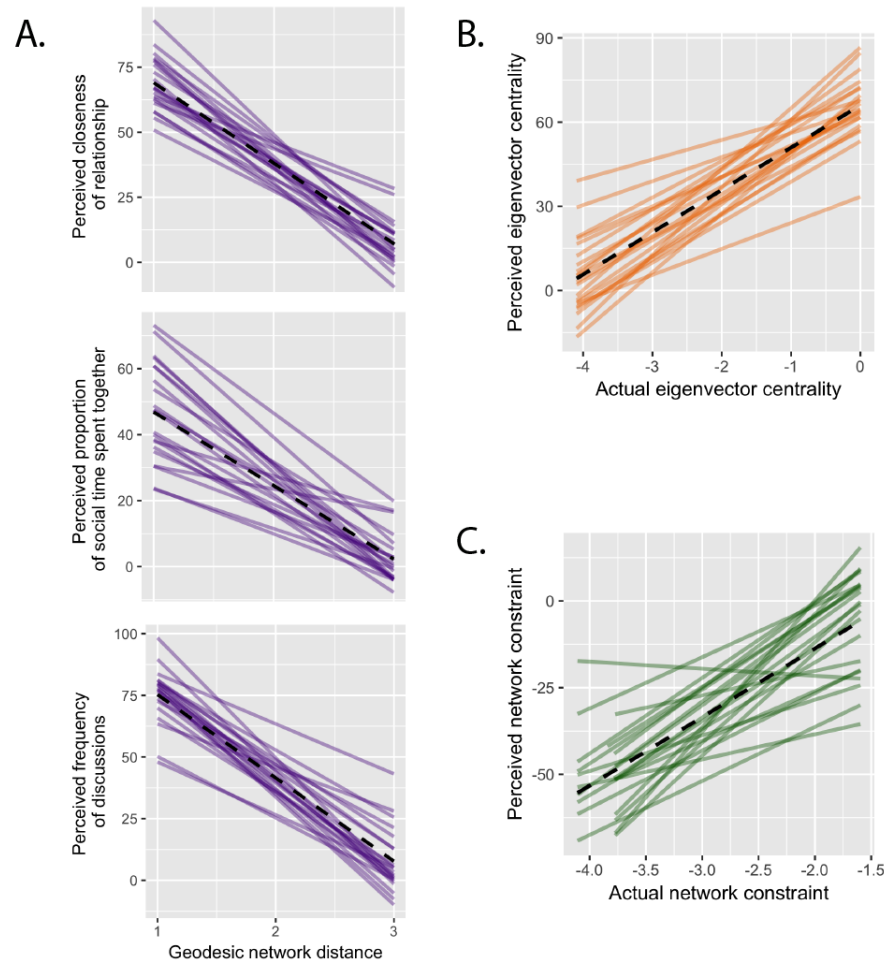 A.
Perceived closeness
of relationship
75
50
25
0
Perceived proportion
of social time spent together
60
40
20
0
Perceived frequency
of discussions
100
75
50
25
0
1
2
3
Geodesic network distance
B.
Perceived eigenvector centrality
90
60
30
0
-4
-3
-2
-1
0
Actual eigenvector centrality
C.
Perceived network constraint
0
-25
-50
-4.0
-3.5
-3.0
-2.5
-2.0
-1.5
Actual network constraint